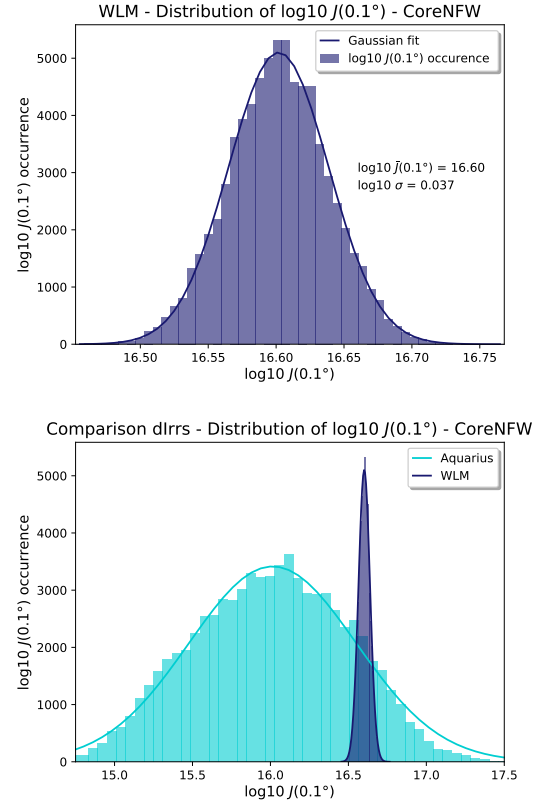 WLM - Distribution of log10 J(0.1°) - CoreNFW
Gaussian fit
log10 J(0.1°) occurence
log10 J̄(0.1°) = 16.60
log10 σ = 0.037
log10 J(0.1°) occurrence
5000
4000
3000
2000
1000
0
16.50 16.55 16.60 16.65 16.70 16.75
log10 J(0.1°)
Comparison dIrrs - Distribution of log10 J(0.1°) - CoreNFW
Aquarius
WLM
log10 J(0.1°) occurrence
5000
4000
3000
2000
1000
0
15.0 15.5 16.0 16.5 17.0 17.5
log10 J(0.1°)